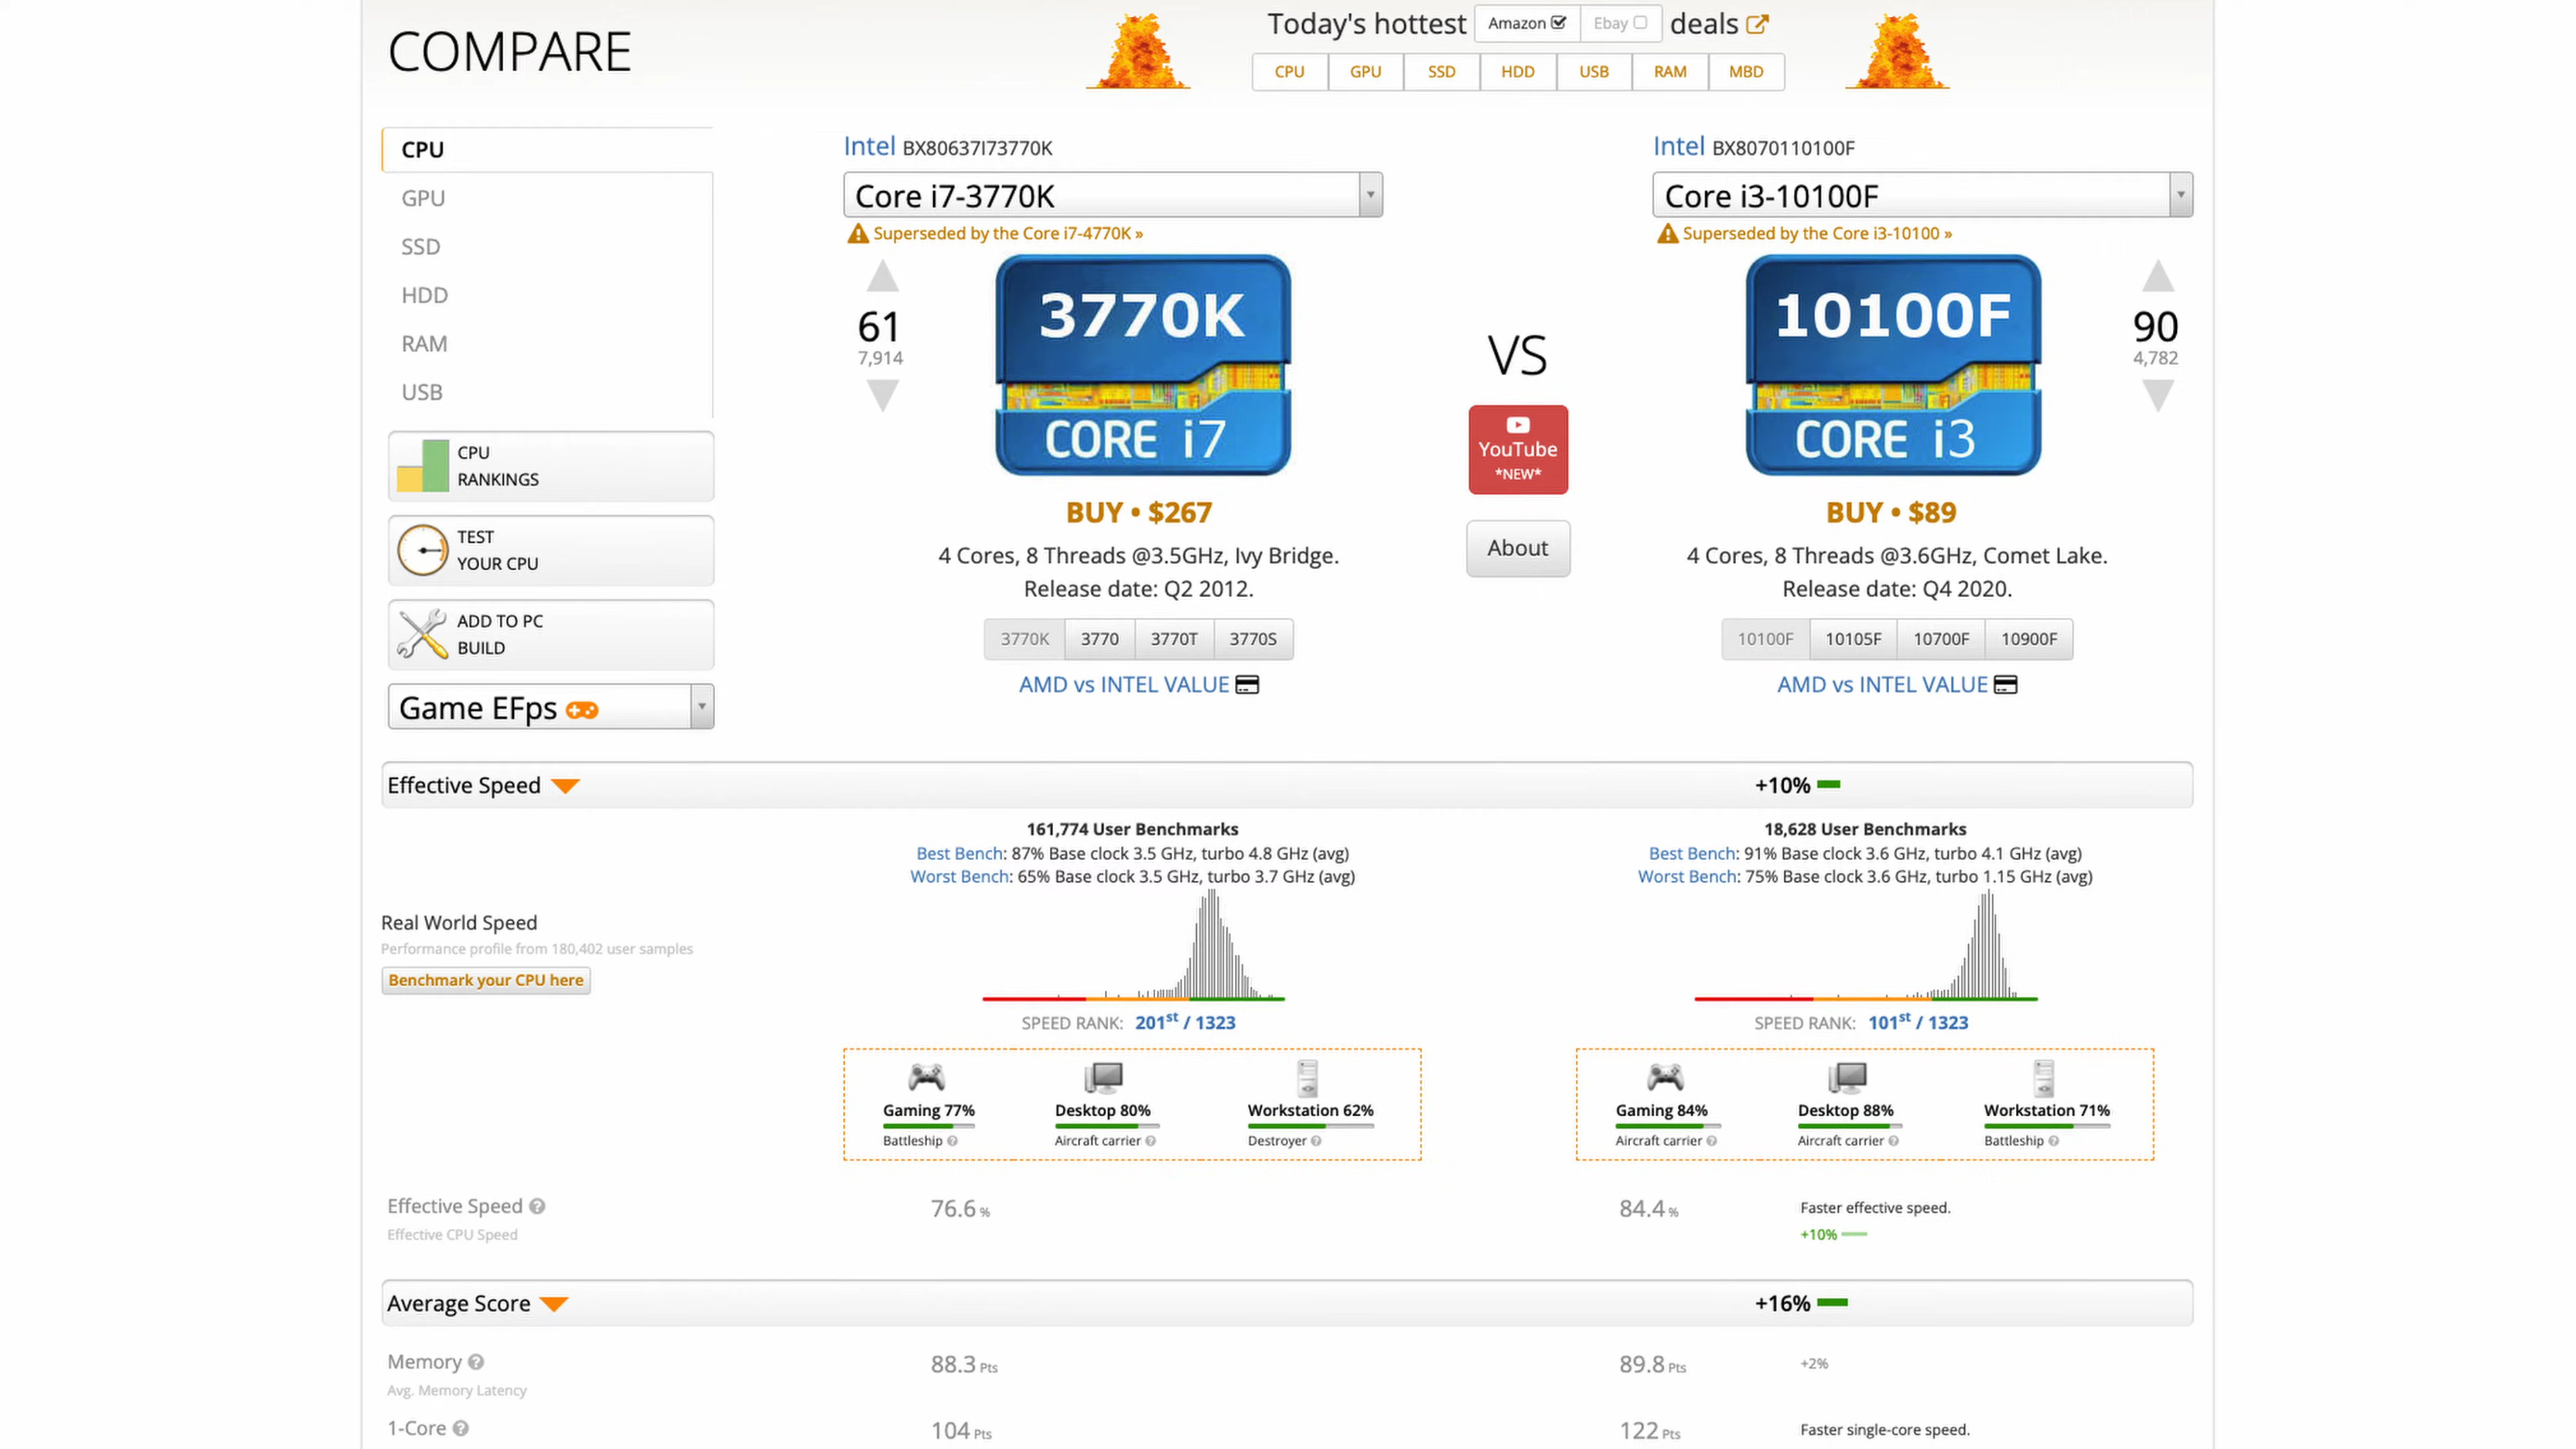 COMPARE
Today's hottest Amazon Ebay deals
CPU GPU SSD HDD USB RAM MBD
CPU
GPU
SSD
HDD
RAM
USB
CPU
RANKINGS
TEST
YOUR CPU
ADD TO PC
BUILD
Game EFps
Intel BX80637I73770K
Core i7-3770K
Superseded by the Core i7-4770K »
61
7,914
3770K
CORE i7
BUY • $267
4 Cores, 8 Threads @3.5GHz, Ivy Bridge.
Release date: Q2 2012.
3770K 3770 3770T 3770S
AMD vs INTEL VALUE
VS
YouTube
*NEW*
About
Intel BX8070110100F
Core i3-10100F
Superseded by the Core i3-10100 »
10100F
CORE i3
90
4,782
BUY • $89
4 Cores, 8 Threads @3.6GHz, Comet Lake.
Release date: Q4 2020.
10100F 10105F 10700F 10900F
AMD vs INTEL VALUE
Effective Speed +10%
Real World Speed
Performance profile from 180,402 user samples
Benchmark your CPU here
161,774 User Benchmarks
Best Bench: 87% Base clock 3.5 GHz, turbo 4.8 GHz (avg)
Worst Bench: 65% Base clock 3.5 GHz, turbo 3.7 GHz (avg)
SPEED RANK: 201st / 1323
Gaming 77% Desktop 80% Workstation 62%
Battleship Aircraft carrier Destroyer
18,628 User Benchmarks
Best Bench: 91% Base clock 3.6 GHz, turbo 4.1 GHz (avg)
Worst Bench: 75% Base clock 3.6 GHz, turbo 1.15 GHz (avg)
SPEED RANK: 101st / 1323
Gaming 84% Desktop 88% Workstation 71%
Aircraft carrier Aircraft carrier Battleship
Effective Speed 76.6 % 84.4 % Faster effective speed.
Effective CPU Speed +10%
Average Score +16%
Memory 88.3 Pts 89.8 Pts +2%
Avg. Memory Latency
1-Core 104 Pts 122 Pts Faster single-core speed.